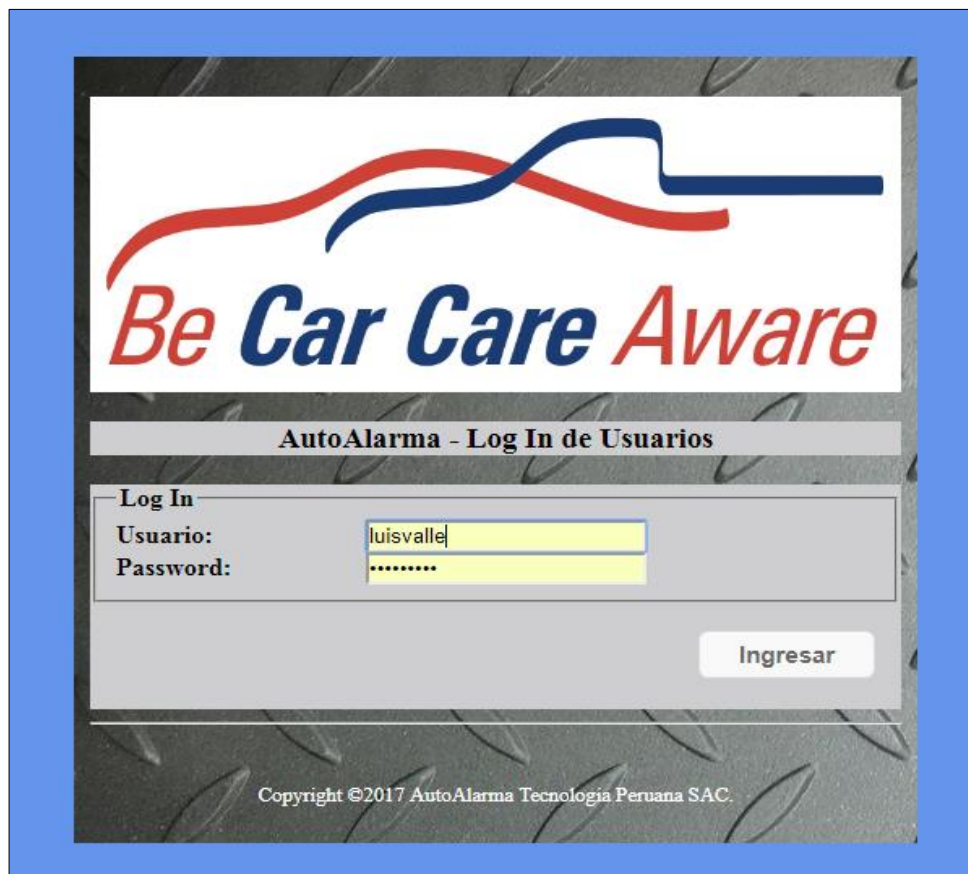 Be Car Care Aware
AutoAlarma - Log In de Usuarios
Log In
Usuario:
luisvalle
Password:
•••••••••
Ingresar
Copyright ©2017 AutoAlarma Tecnologia Peruana SAC.